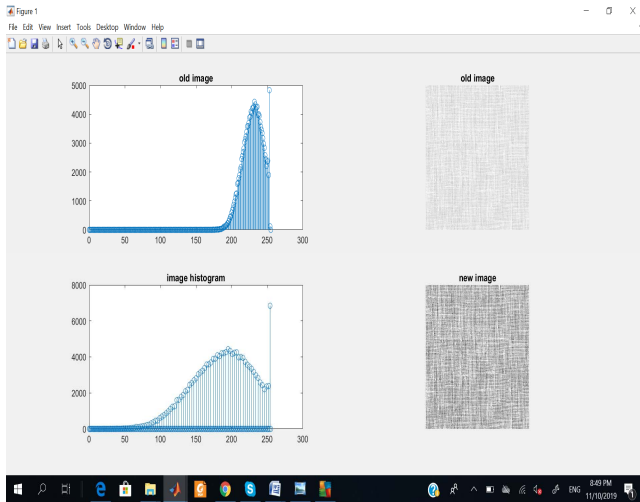 Figure 1
File Edit View Insert Tools Desktop Window Help
old image
5000
4000
3000
2000
1000
0
0 50 100 150 200 250 300
old image
image histogram
8000
6000
4000
2000
0
0 50 100 150 200 250 300
new image
ENG
8:49 PM
11/10/2019